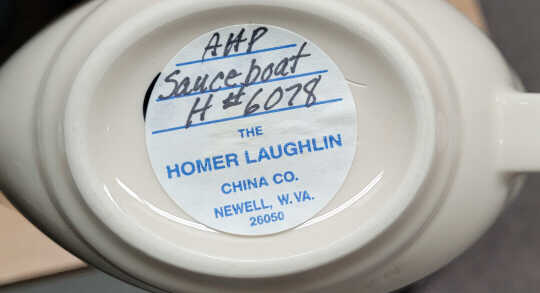 AHP
Sauceboat
H #6078
THE
HOMER LAUGHLIN
CHINA CO.
NEWELL, W.VA.
26050